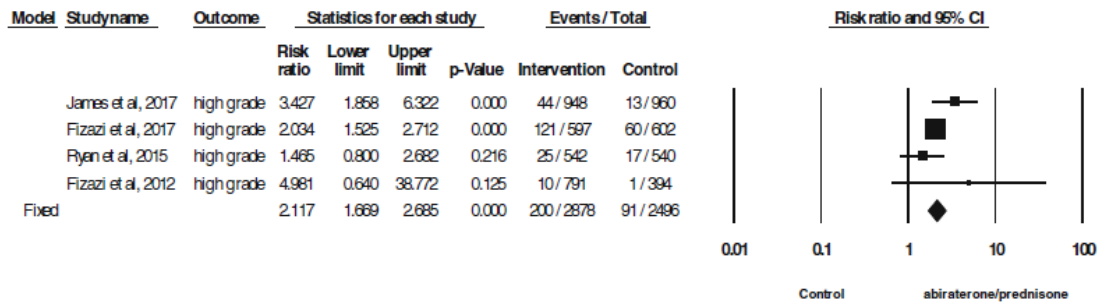 Model Studyname Outcome Statistics for each study Events / Total Risk ratio and 95% CI
Risk ratio Lower limit Upper limit p-Value Intervention Control
James et al, 2017 high grade 3.427 1.858 6.322 0.000 44 / 948 13 / 960
Fizazi et al, 2017 high grade 2.034 1.525 2.712 0.000 121 / 597 60 / 602
Ryan et al, 2015 high grade 1.465 0.800 2.682 0.216 25 / 542 17 / 540
Fizazi et al, 2012 high grade 4.981 0.640 38.772 0.125 10 / 791 1 / 394
Fixed 2.117 1.669 2.685 0.000 200 / 2878 91 / 2496
0.01 0.1 1 10 100
Control abiraterone/prednisone